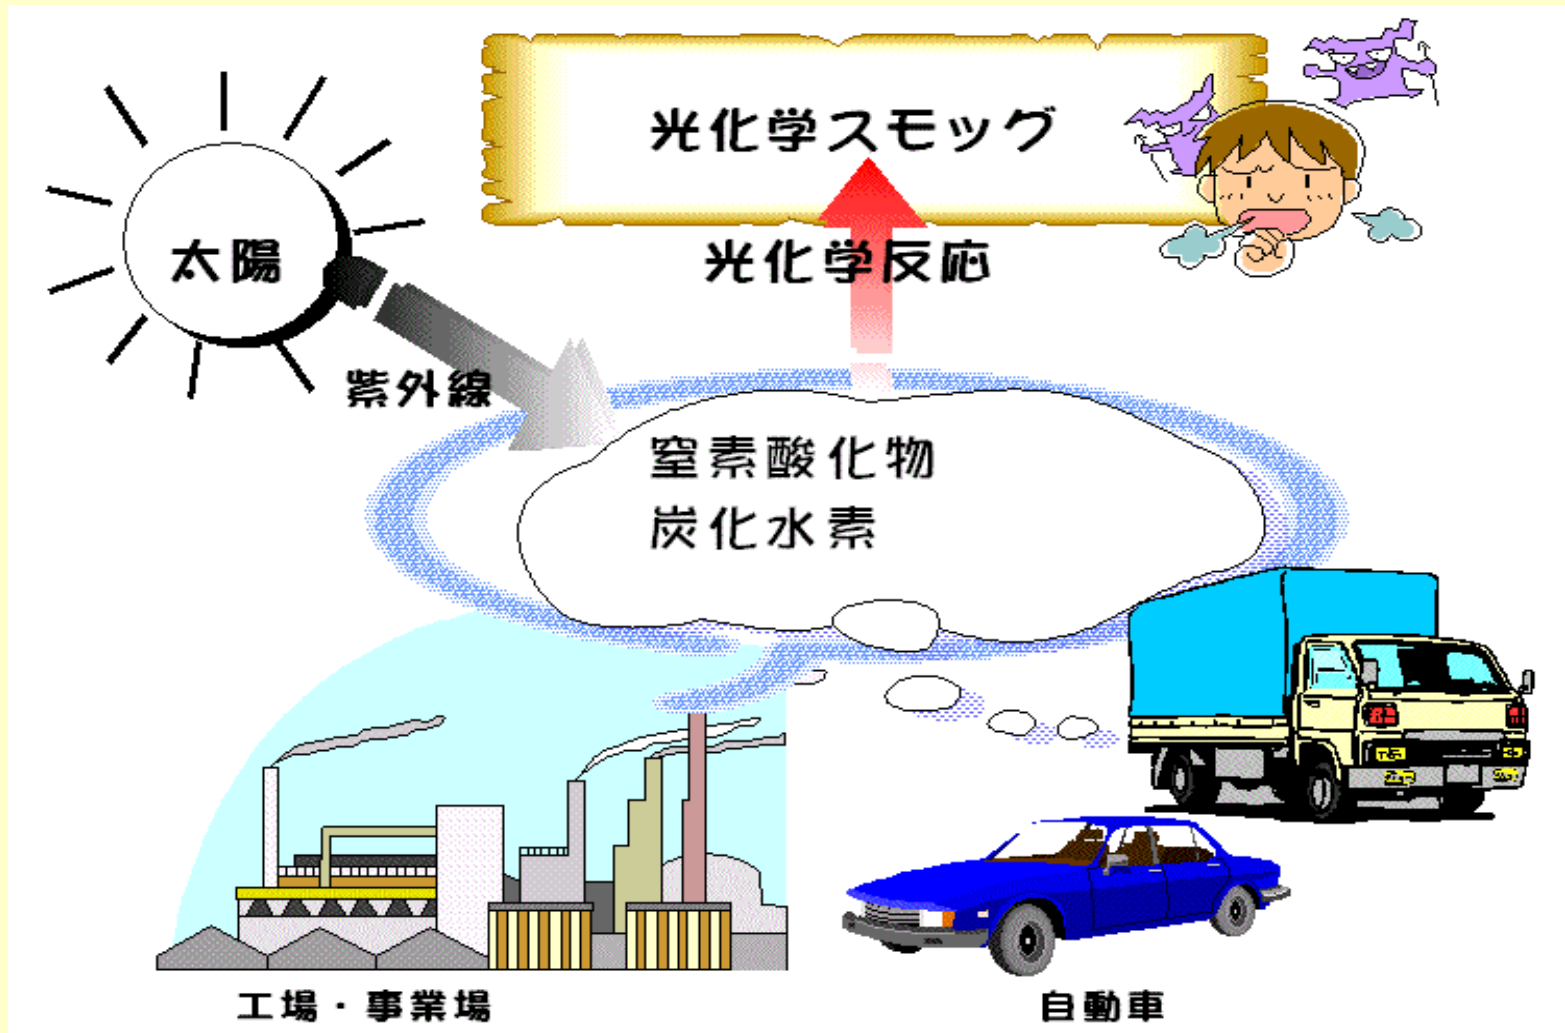 光化学スモッグ
太陽
光化学反応
紫外線
窒素酸化物
炭化水素
工場・事業場
自動車